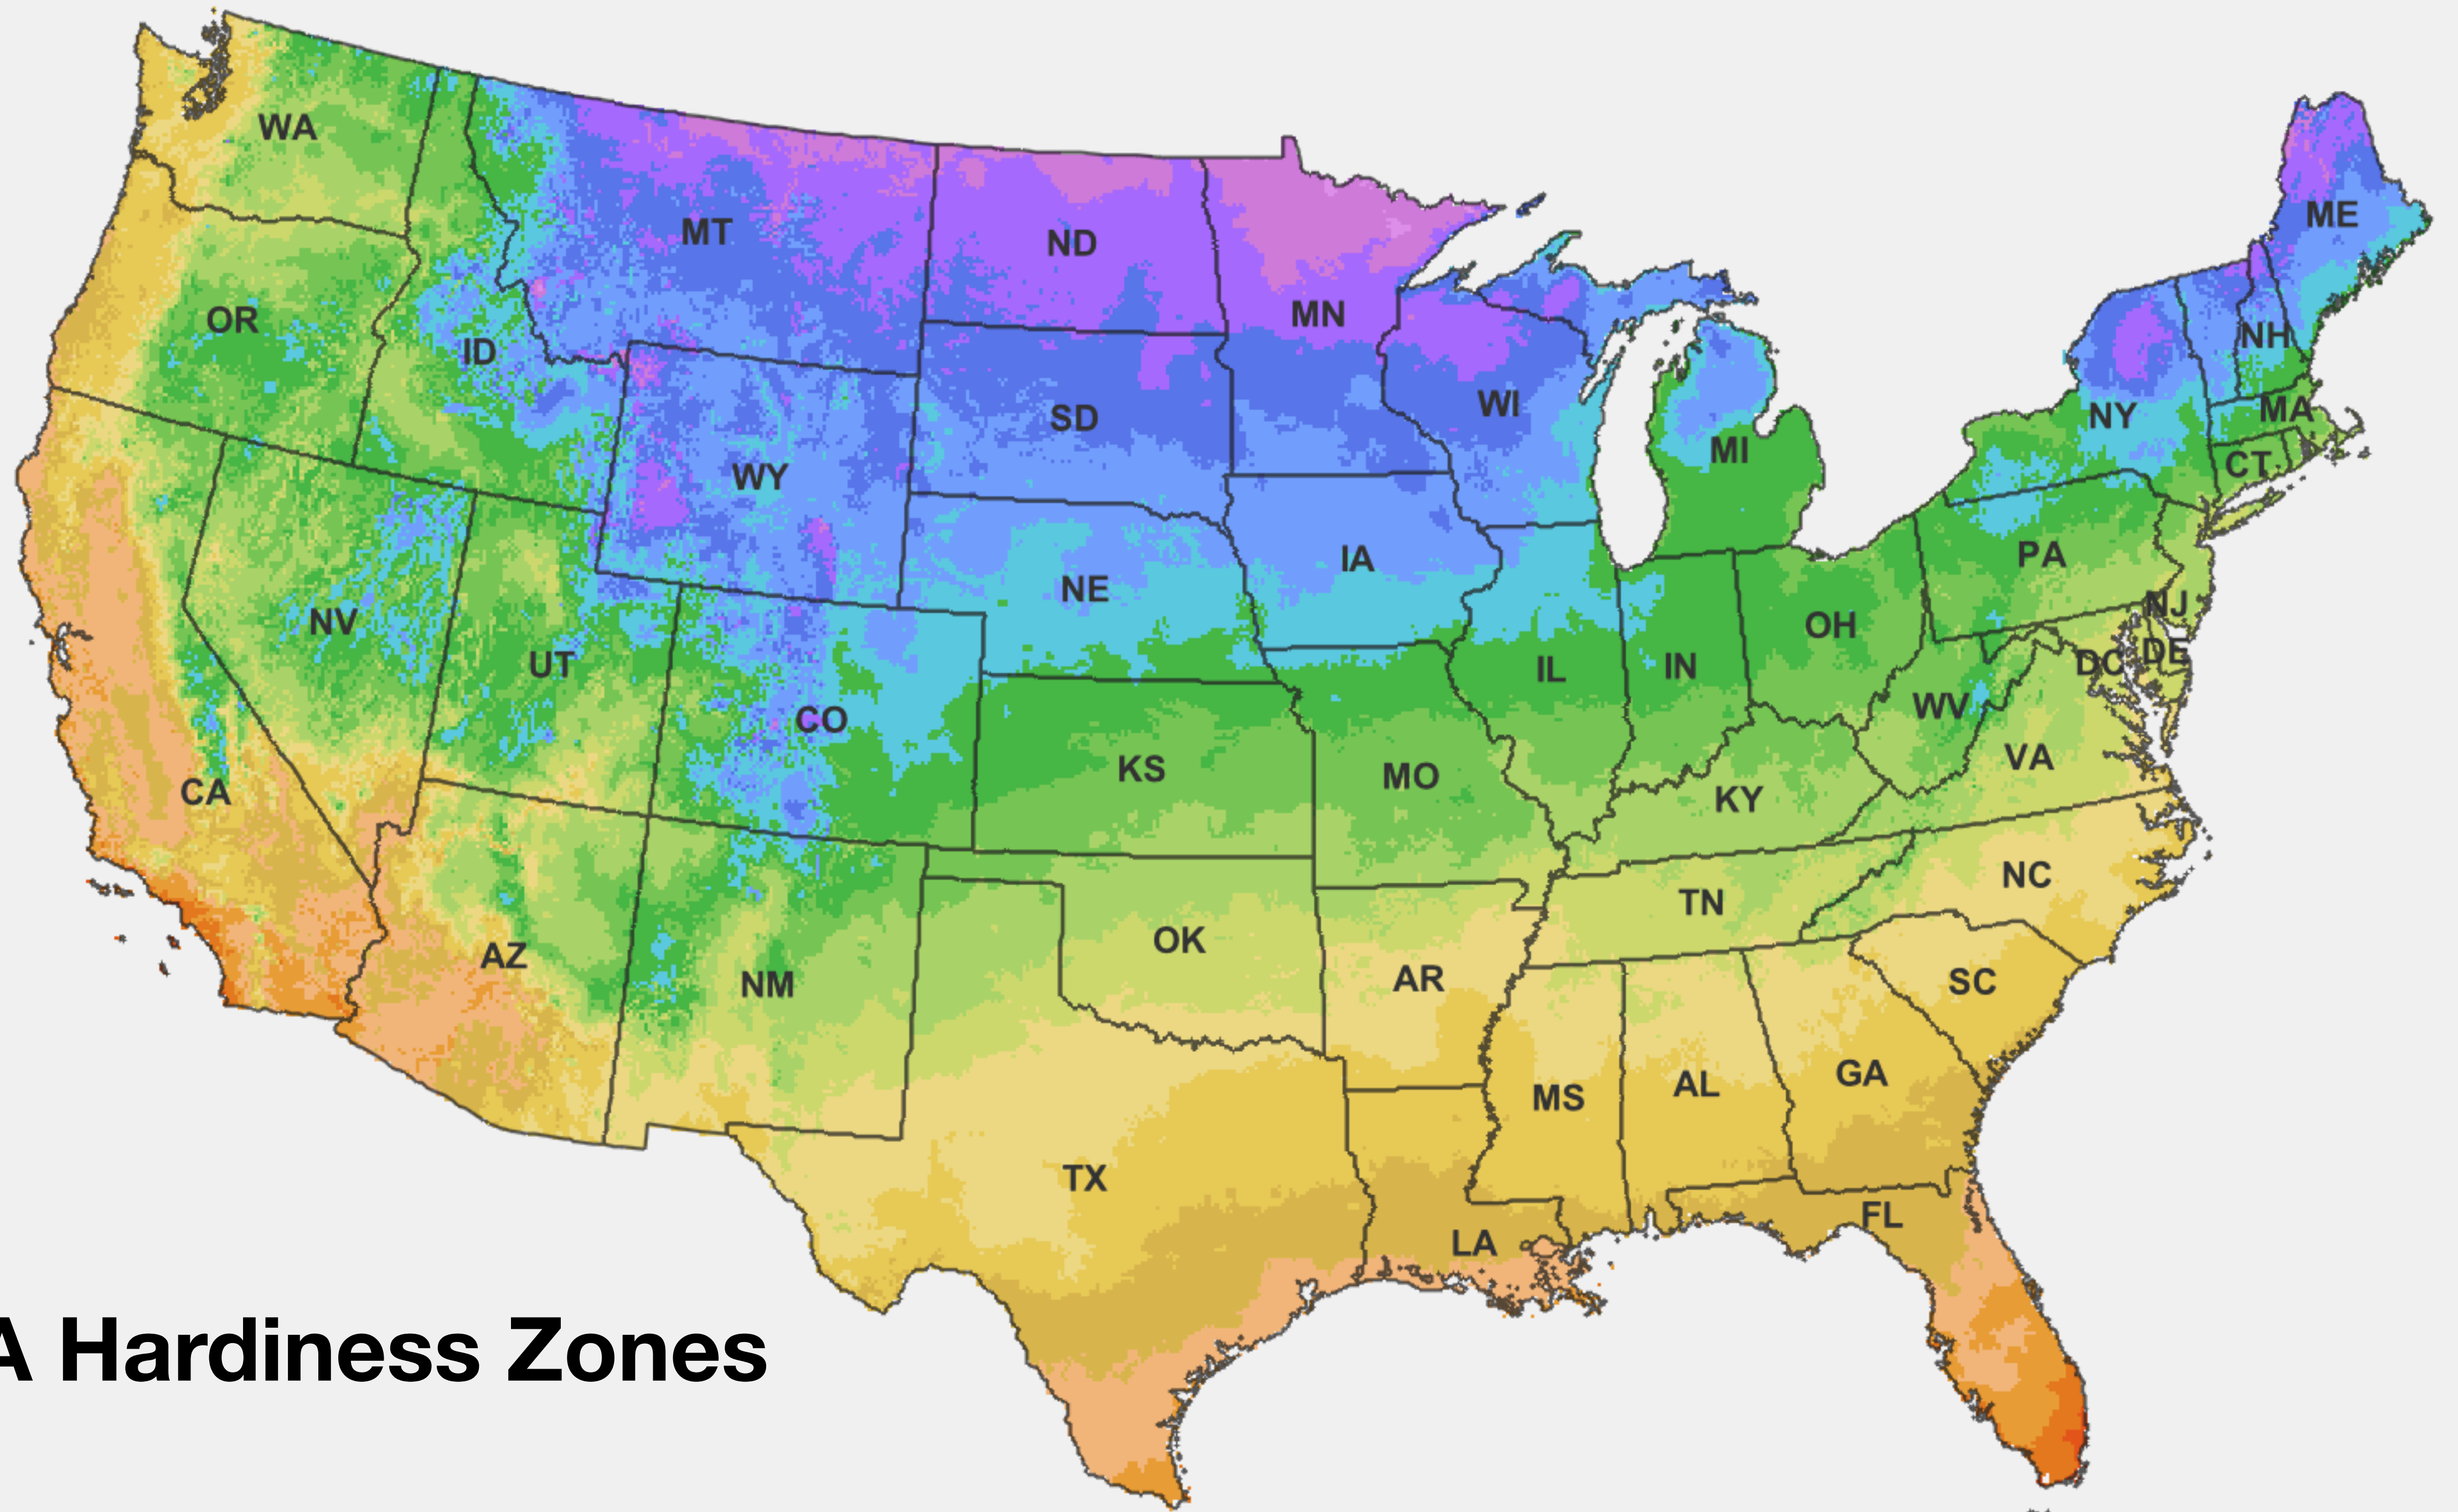 WA
MT
ND
MN
ME
OR
ID
SD
WI
NH
MI
NY
MA
CT
WY
NE
IA
PA
NV
UT
CO
IL
IN
OH
NJ
DE
DC
WV
CA
KS
MO
KY
VA
AZ
NM
OK
AR
TN
NC
SC
TX
LA
MS
AL
GA
FL
A Hardiness Zones